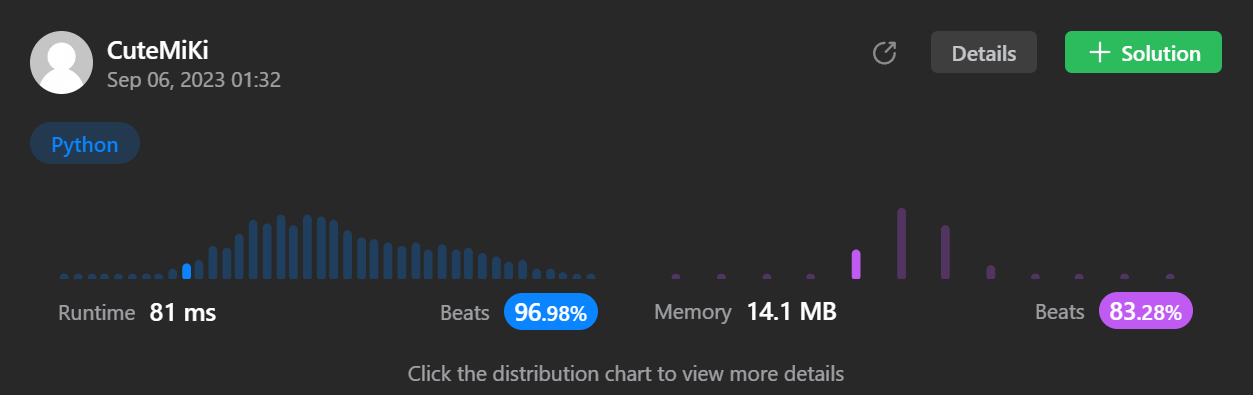 CuteMiKi
Sep 06, 2023 01:32
Details
Solution
Python
Runtime 81 ms Beats 96.98%
Memory 14.1 MB Beats 83.28%
Click the distribution chart to view more details